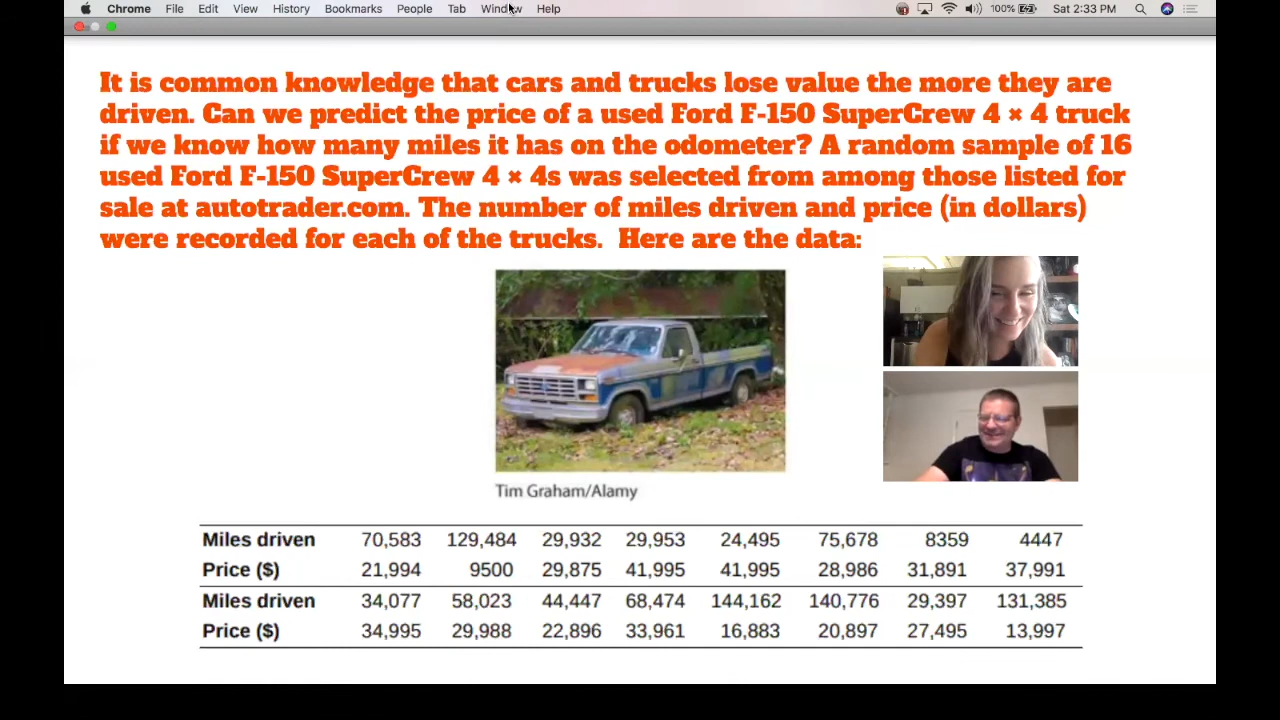 Chrome File Edit View History Bookmarks People Tab Window Help 100% Sat 2:33 PM
It is common knowledge that cars and trucks lose value the more they are
driven. Can we predict the price of a used Ford F-150 SuperCrew 4 × 4 truck
if we know how many miles it has on the odometer? A random sample of 16
used Ford F-150 SuperCrew 4 × 4s was selected from among those listed for
sale at autotrader.com. The number of miles driven and price (in dollars)
were recorded for each of the trucks. Here are the data:
Tim Graham/Alamy
Miles driven 70,583 129,484 29,932 29,953 24,495 75,678 8359 4447
Price ($) 21,994 9500 29,875 41,995 41,995 28,986 31,891 37,991
Miles driven 34,077 58,023 44,447 68,474 144,162 140,776 29,397 131,385
Price ($) 34,995 29,988 22,896 33,961 16,883 20,897 27,495 13,997